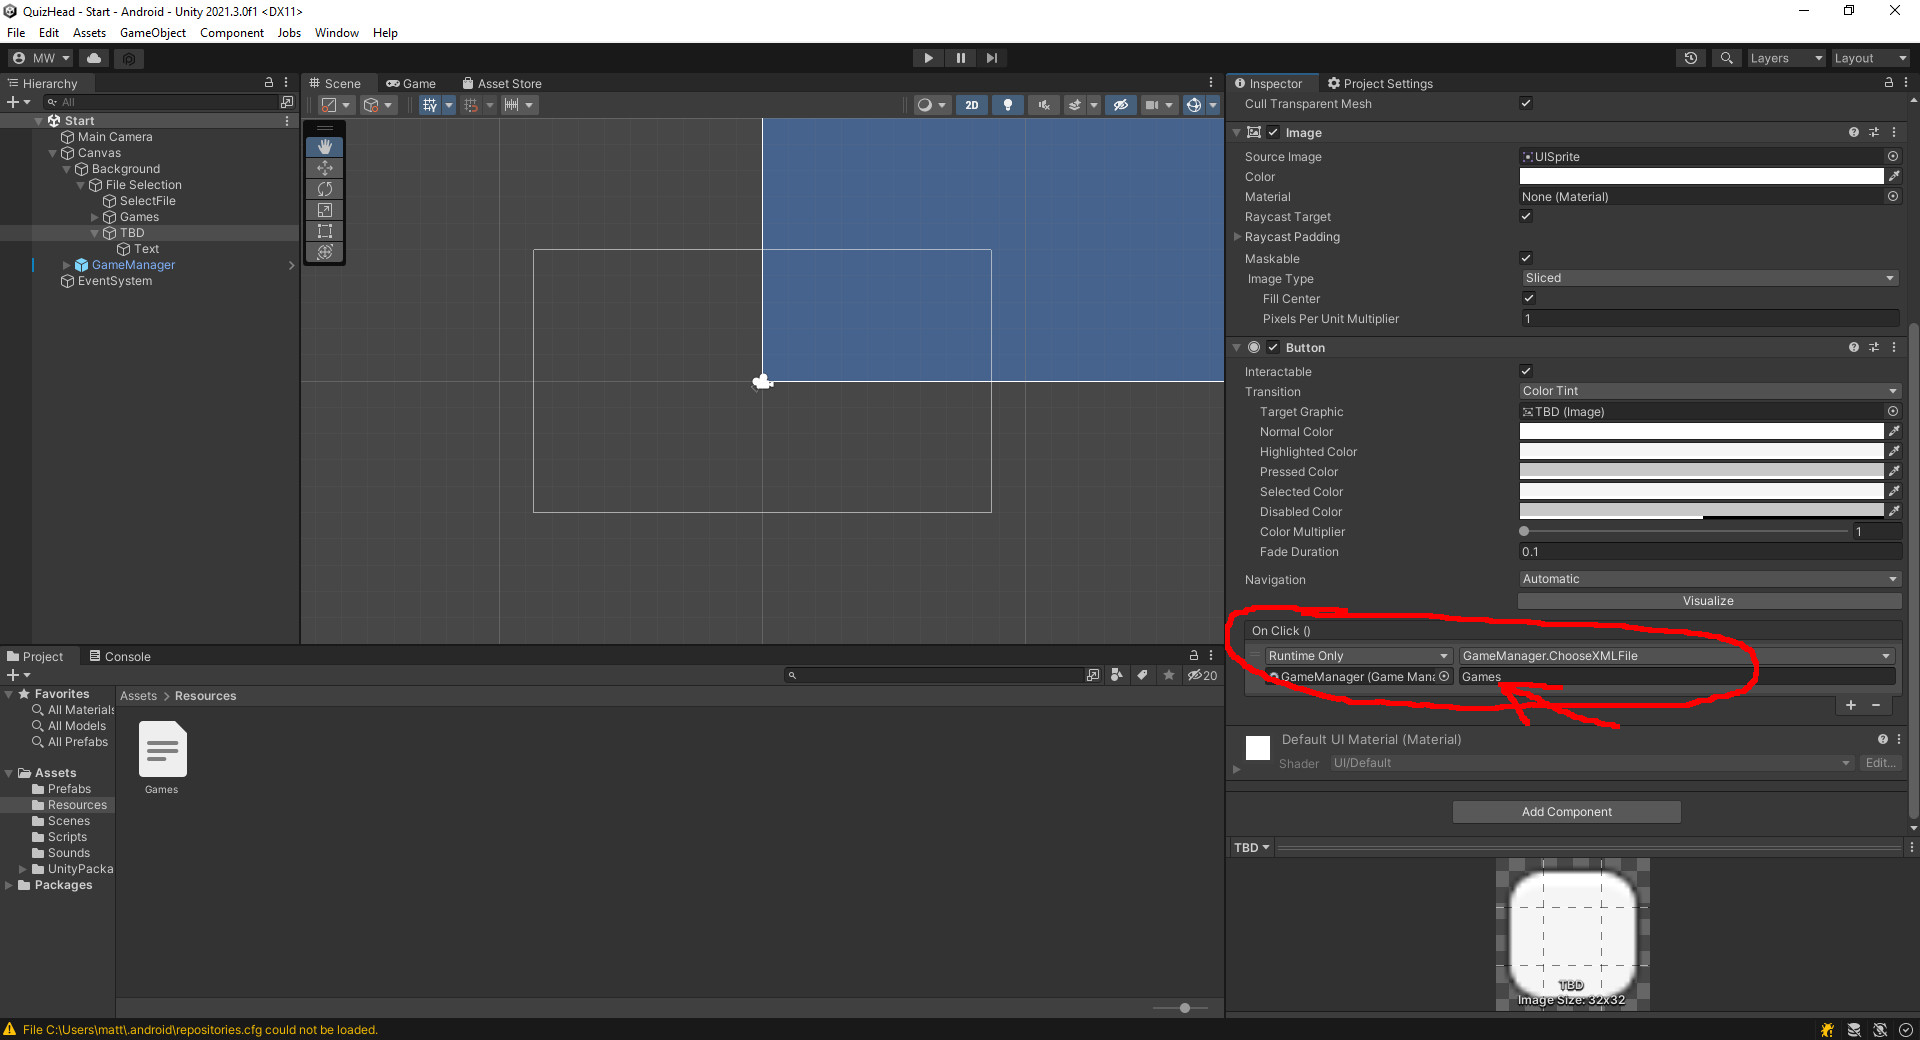 QuizHead - Start - Android - Unity 2021.3.0f1 <DX11>
File Edit Assets GameObject Component Jobs Window Help
MW Layers Layout
Hierarchy
All
Start
Main Camera
Canvas
Background
File Selection
SelectFile
Games
TBD
Text
GameManager
EventSystem
Scene Game Asset Store
2D
Inspector Project Settings
Cull Transparent Mesh
Image
Source Image UISprite
Color
Material None (Material)
Raycast Target
Raycast Padding
Maskable
Image Type Sliced
Fill Center
Pixels Per Unit Multiplier 1
Button
Interactable
Transition Color Tint
Target Graphic TBD (Image)
Normal Color
Highlighted Color
Pressed Color
Selected Color
Disabled Color
Color Multiplier 1
Fade Duration 0.1
Navigation Automatic
Visualize
On Click ()
Runtime Only GameManager.ChooseXMLFile
GameManager (Game Mana Games
Default UI Material (Material)
Shader UI/Default Edit...
Add Component
TBD
TBD
Image Size: 32x32
Project Console
20
Favorites
All Materials
All Models
All Prefabs
Assets
Prefabs
Resources
Scenes
Scripts
Sounds
UnityPacka
Packages
Assets > Resources
Games
File C:\Users\matt\.android\repositories.cfg could not be loaded.